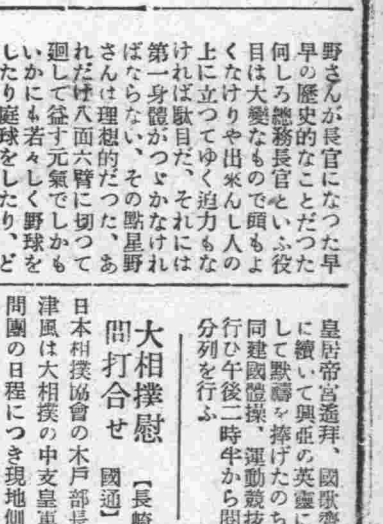 野さんが長官になつた早
早の歷史的なことだつた
何しろ總務長官といふ役
目は大變なもので頭もよ
くなけりや出來んし人の
上に立つてゆく迫力もな
ければ駄目だ、それには
第一身體がつよかなけれ
ばならない、その點星野
さんは理想的だつた、あ
れだけ八面六臂に切つて
廻して益す元氣でしかも
いかにも若々しく野球を
したり庭球をしたり、ど
皇居帝宮遙拜、國歌齊
に續いて興亞の英靈
して默禱を捧げたのち
同建國體操、運動競技
行ひ午後二時半から
分列を行ふ
大相撲慰
問打合せ
【長崎
國通】
日本相撲協會の木戸部長
津風は大相撲の中支皇軍
問團の日程につき現地側